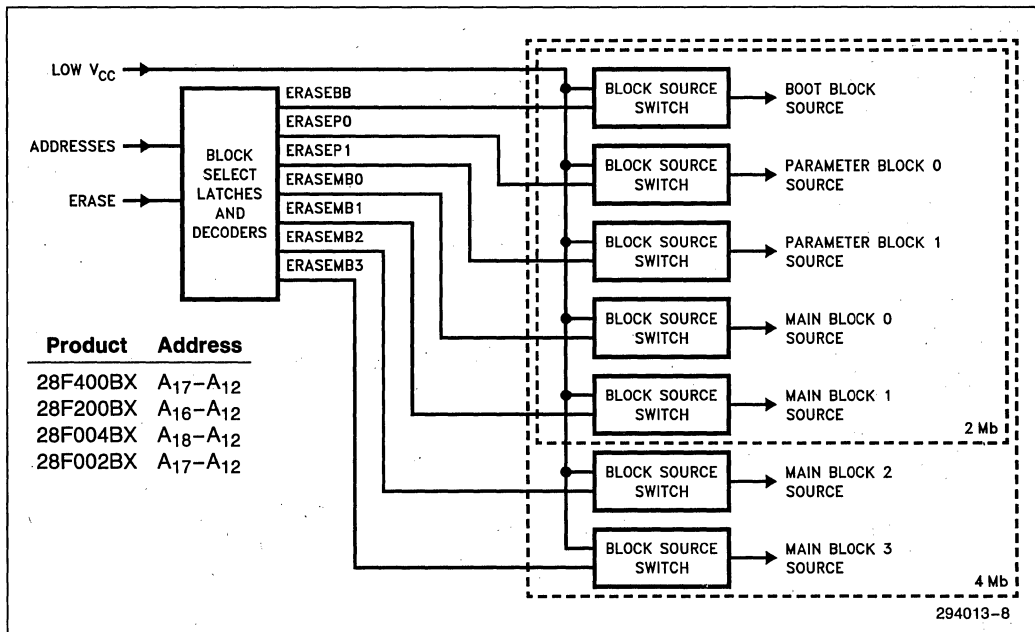 LOW VCC
ADDRESSES
ERASE
BLOCK
SELECT
LATCHES
AND
DECODERS
ERASEBB
ERASEP0
ERASEP1
ERASEMB0
ERASEMB1
ERASEMB2
ERASEMB3
BLOCK SOURCE
SWITCH
BOOT BLOCK
SOURCE
BLOCK SOURCE
SWITCH
PARAMETER BLOCK 0
SOURCE
BLOCK SOURCE
SWITCH
PARAMETER BLOCK 1
SOURCE
BLOCK SOURCE
SWITCH
MAIN BLOCK 0
SOURCE
BLOCK SOURCE
SWITCH
MAIN BLOCK 1
SOURCE
2 Mb
BLOCK SOURCE
SWITCH
MAIN BLOCK 2
SOURCE
BLOCK SOURCE
SWITCH
MAIN BLOCK 3
SOURCE
4 Mb
Product Address
28F400BX A17–A12
28F200BX A16–A12
28F004BX A18–A12
28F002BX A17–A12
294013-8